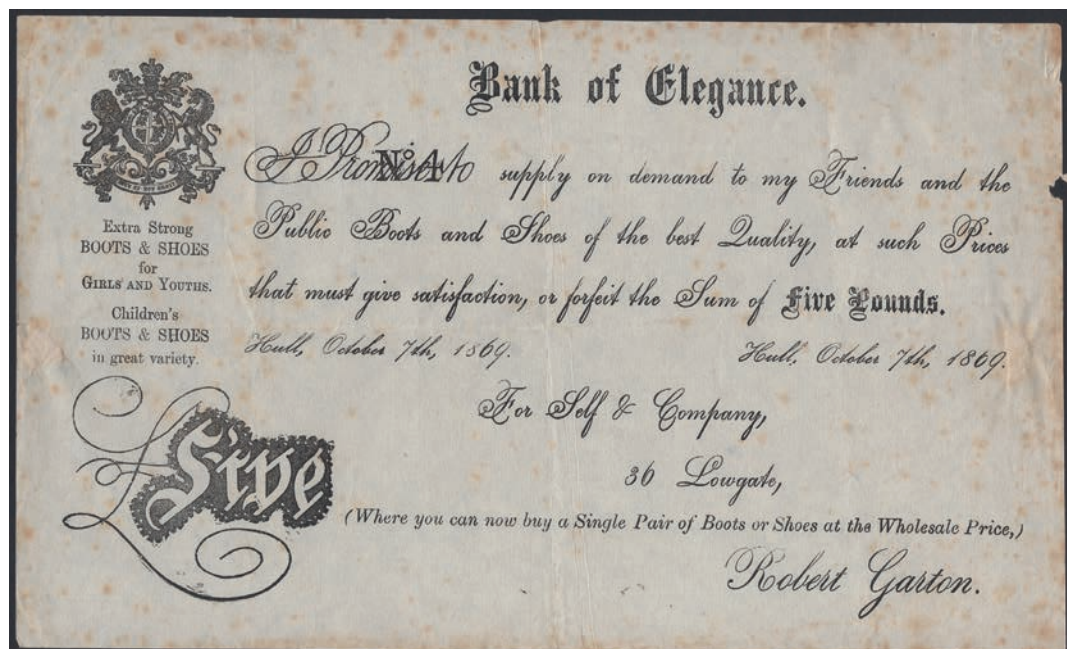 Bank of Elegance.
No. 4
I Promise to supply on demand to my Friends and the
Public Boots and Shoes of the best Quality, at such Prices
that must give satisfaction, or forfeit the Sum of Five Pounds.
Hull, October 7th, 1869. Hull, October 7th, 1869.
For Self & Company,
36 Lowgate,
(Where you can now buy a Single Pair of Boots or Shoes at the Wholesale Price,)
Robert Garton.
Extra Strong
BOOTS & SHOES
for
GIRLS AND YOUTHS.
Children's
BOOTS & SHOES
in great variety.
£Five